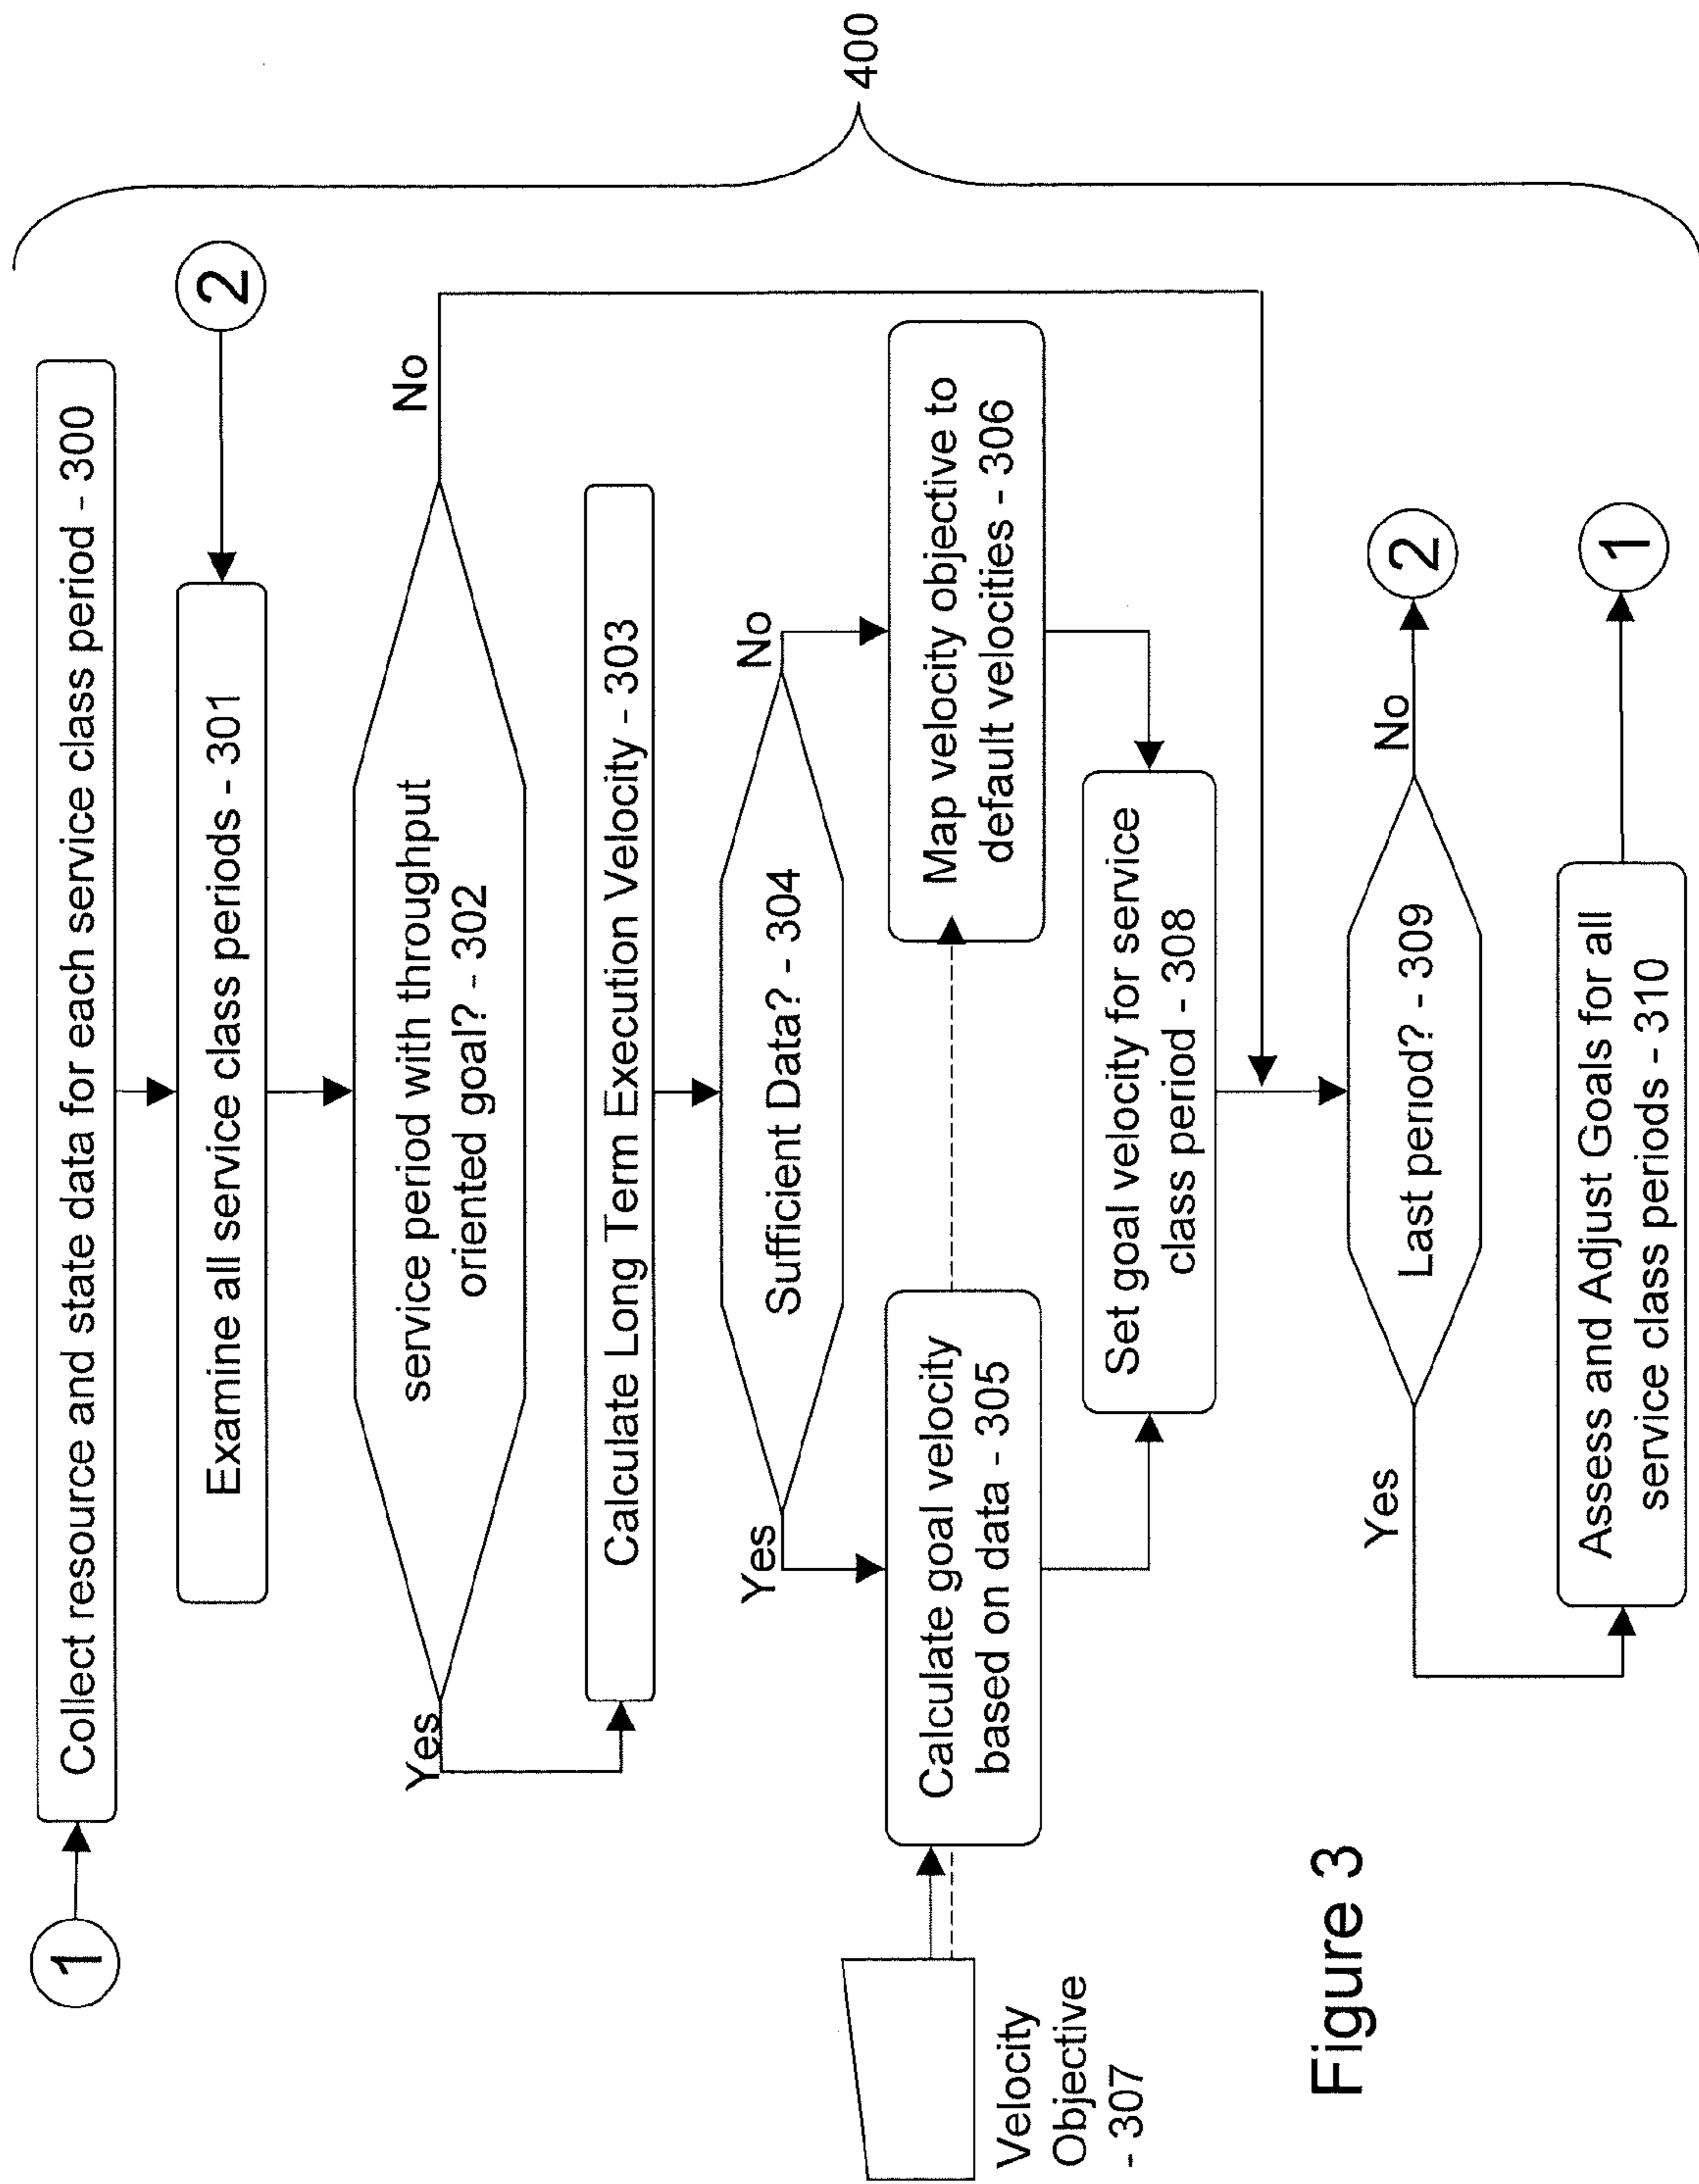 1
Collect resource and state data for each service class period - 300
Examine all service class periods - 301
2
service period with throughput
oriented goal? - 302
Yes
No
Calculate Long Term Execution Velocity - 303
Sufficient Data? - 304
Yes
No
Velocity
Objective
- 307
Calculate goal velocity
based on data - 305
Map velocity objective to
default velocities - 306
Set goal velocity for service
class period - 308
Last period? - 309
Yes
No
2
Assess and Adjust Goals for all
service class periods - 310
1
400
Figure 3